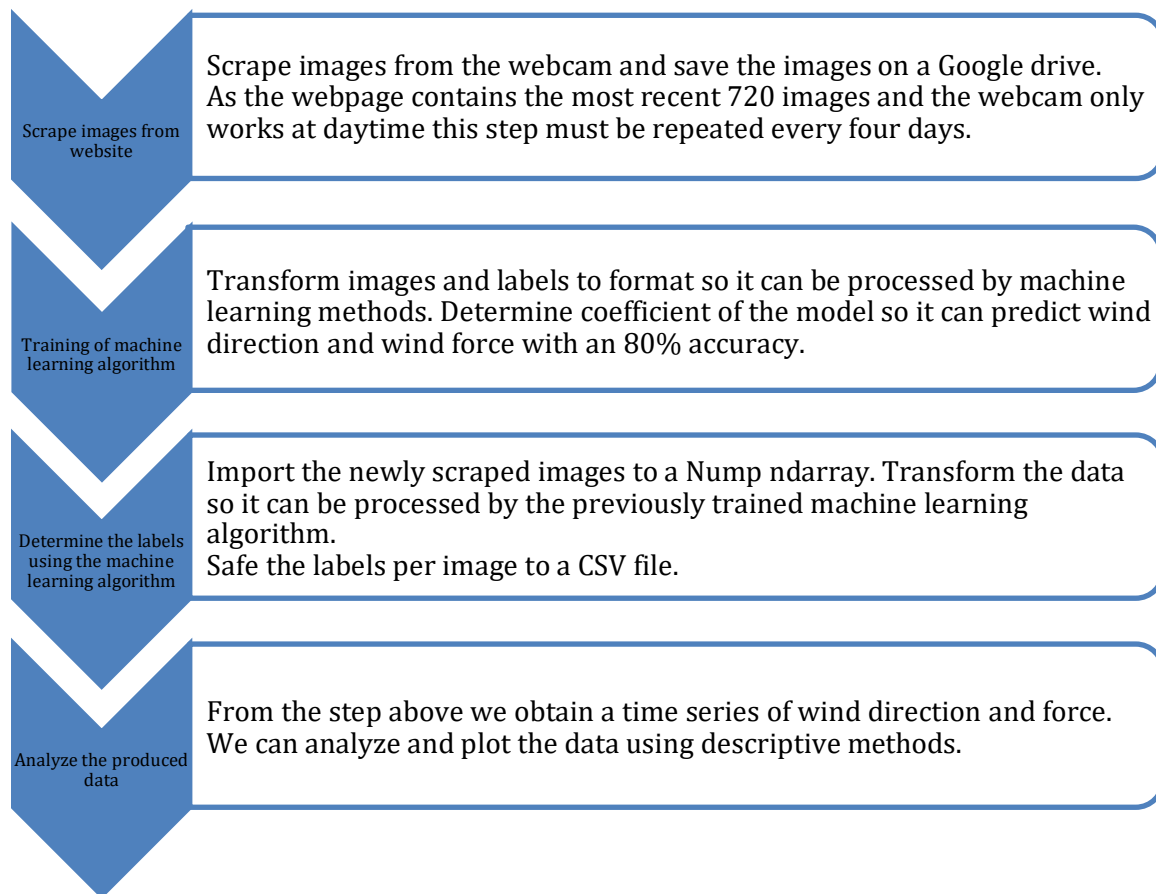 Scrape images from
website
Scrape images from the webcam and save the images on a Google drive.
As the webpage contains the most recent 720 images and the webcam only
works at daytime this step must be repeated every four days.
Training of machine
learning algorithm
Transform images and labels to format so it can be processed by machine
learning methods. Determine coefficient of the model so it can predict wind
direction and wind force with an 80% accuracy.
Determine the labels
using the machine
learning algorithm
Import the newly scraped images to a Nump ndarray. Transform the data
so it can be processed by the previously trained machine learning
algorithm.
Safe the labels per image to a CSV file.
Analyze the produced
data
From the step above we obtain a time series of wind direction and force.
We can analyze and plot the data using descriptive methods.